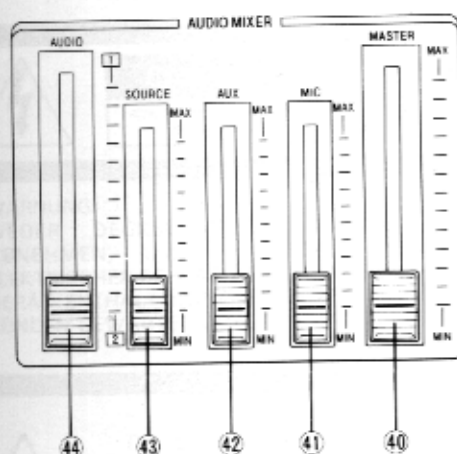 AUDIO MIXER
AUDIO
MASTER
1
SOURCE
AUX
MIC
MAX
MAX
MAX
MAX
2
MIN
MIN
MIN
MIN
44
43
42
41
40